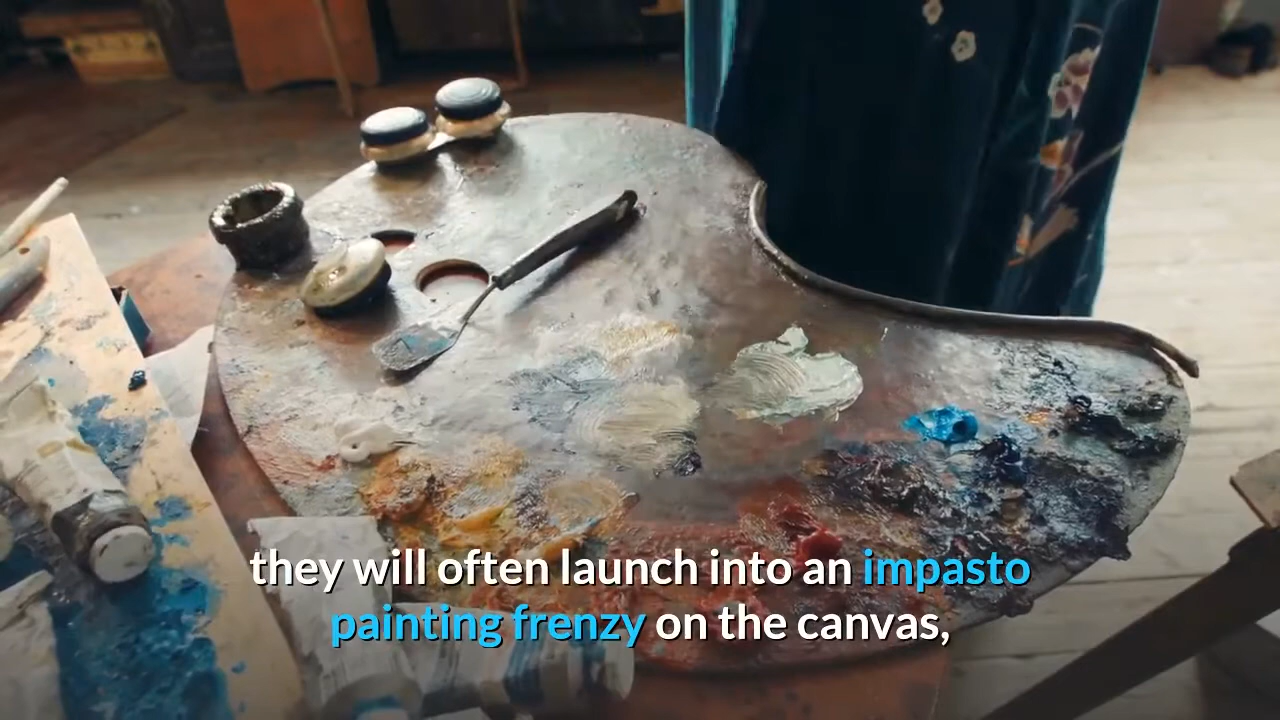 they will often launch into an impasto
painting frenzy on the canvas,